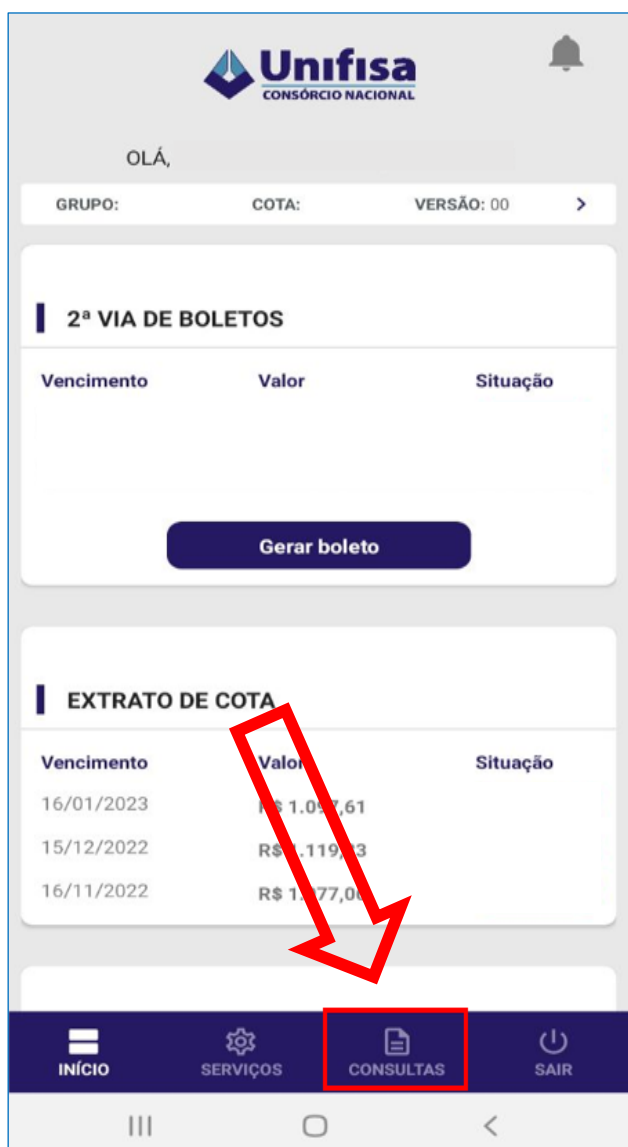 Unifisa
CONSÓRCIO NACIONAL
OLÁ,
GRUPO: COTA: VERSÃO: 00 >
2ª VIA DE BOLETOS
Vencimento Valor Situação
Gerar boleto
EXTRATO DE COTA
Vencimento Valor Situação
16/01/2023
15/12/2022
16/11/2022
INÍCIO SERVIÇOS CONSULTAS SAIR